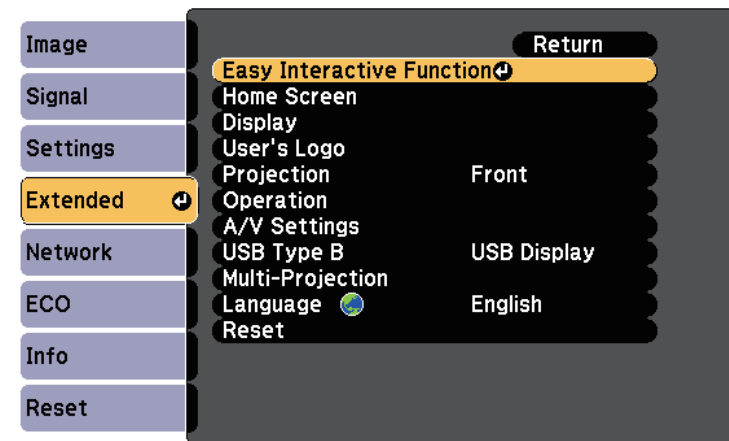 Image
Signal
Settings
Extended
Network
ECO
Info
Reset
Return
Easy Interactive Function
Home Screen
Display
User's Logo
Projection Front
Operation
A/V Settings
USB Type B USB Display
Multi-Projection
Language English
Reset